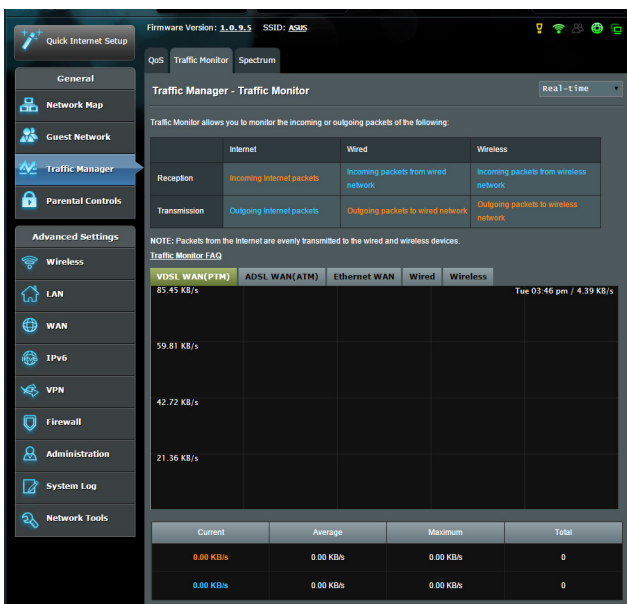 Firmware Version: 1.0.9.5 SSID: ASUS
Quick Internet Setup
General
Network Map
Guest Network
Traffic Manager
Parental Controls
Advanced Settings
Wireless
LAN
WAN
IPv6
VPN
Firewall
Administration
System Log
Network Tools
QoS Traffic Monitor Spectrum
Traffic Manager - Traffic Monitor Real-time
Traffic Monitor allows you to monitor the incoming or outgoing packets of the following:
Internet Wired Wireless
Reception Incoming Internet packets Incoming packets from wired network Incoming packets from wireless network
Transmission Outgoing Internet packets Outgoing packets to wired network Outgoing packets to wireless network
NOTE: Packets from the Internet are evenly transmitted to the wired and wireless devices.
Traffic Monitor FAQ
VDSL WAN(PTM) ADSL WAN(ATM) Ethernet WAN Wired Wireless
85.45 KB/s Tue 03:46 pm / 4.39 KB/s
59.81 KB/s
42.72 KB/s
21.36 KB/s
Current Average Maximum Total
0.00 KB/s 0.00 KB/s 0.00 KB/s 0
0.00 KB/s 0.00 KB/s 0.00 KB/s 0